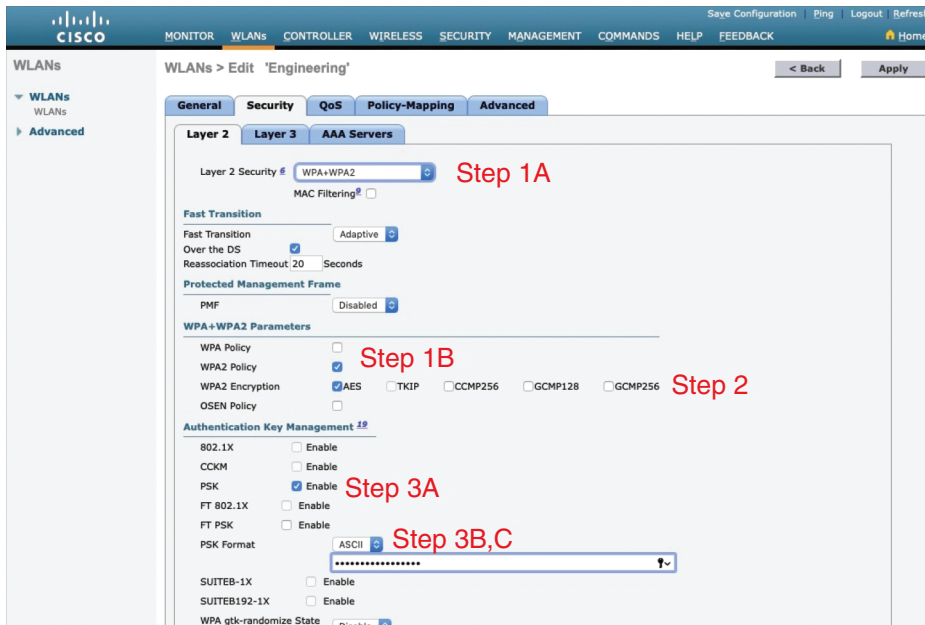 Save Configuration | Ping | Logout | Refresh
CISCO
MONITOR WLANs CONTROLLER WIRELESS SECURITY MANAGEMENT COMMANDS HELP FEEDBACK Home
WLANs
WLANs > Edit 'Engineering' < Back Apply
WLANs
WLANs
Advanced
General Security QoS Policy-Mapping Advanced
Layer 2 Layer 3 AAA Servers
Layer 2 Security 6 WPA+WPA2 Step 1A
MAC Filtering 9
Fast Transition
Fast Transition Adaptive
Over the DS
Reassociation Timeout 20 Seconds
Protected Management Frame
PMF Disabled
WPA+WPA2 Parameters
WPA Policy
Step 1B
WPA2 Policy
WPA2 Encryption AES TKIP CCMP256 GCMP128 GCMP256 Step 2
OSEN Policy
Authentication Key Management 19
802.1X Enable
CCKM Enable
PSK Enable Step 3A
FT 802.1X Enable
FT PSK Enable
PSK Format ASCII Step 3B,C
•••••••••••••••••
SUITEB-1X Enable
SUITEB192-1X Enable
WPA gtk-randomize State Disable